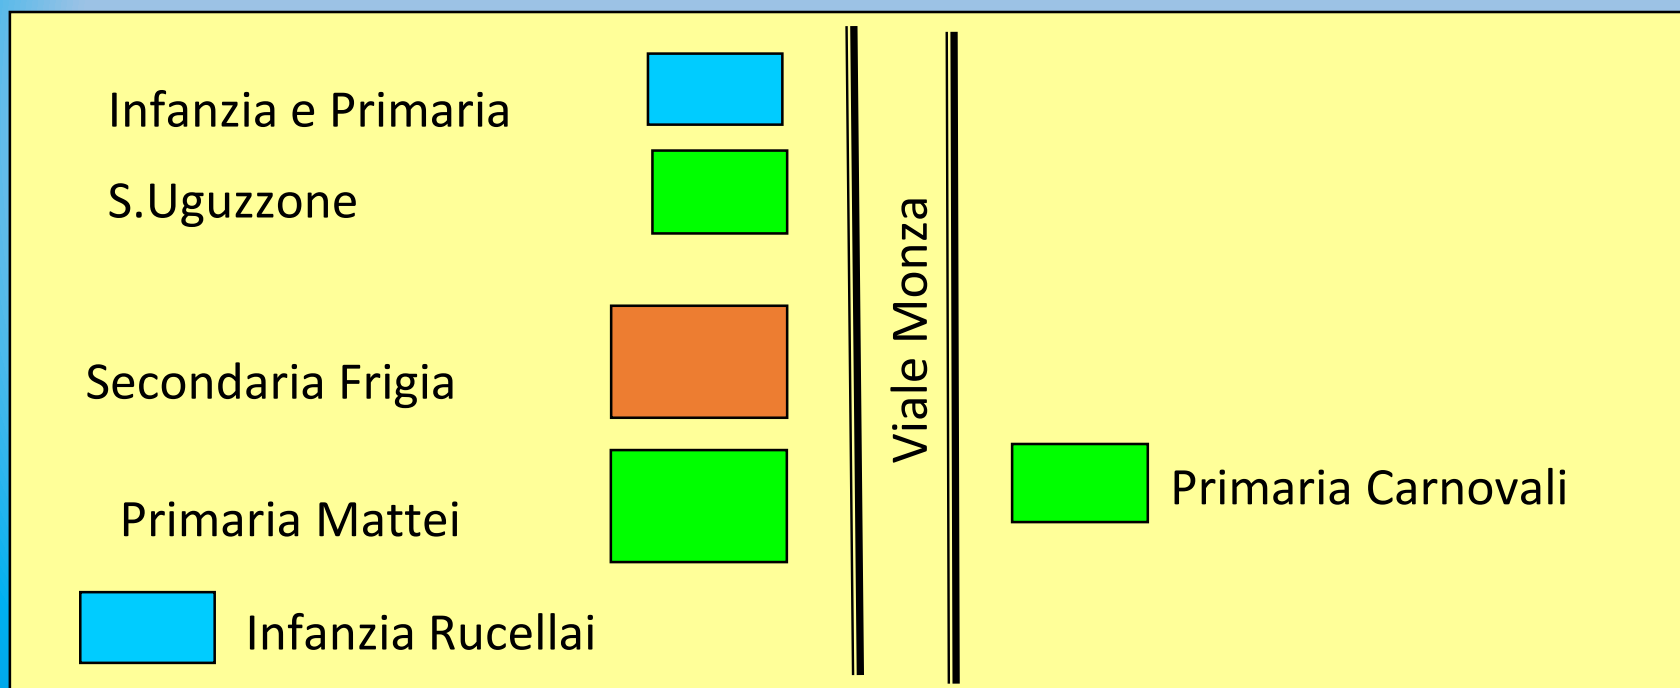 Infanzia e Primaria
S.Uguzzone
Secondaria Frigia
Primaria Mattei
Infanzia Rucellai
Viale Monza
Primaria Carnovali